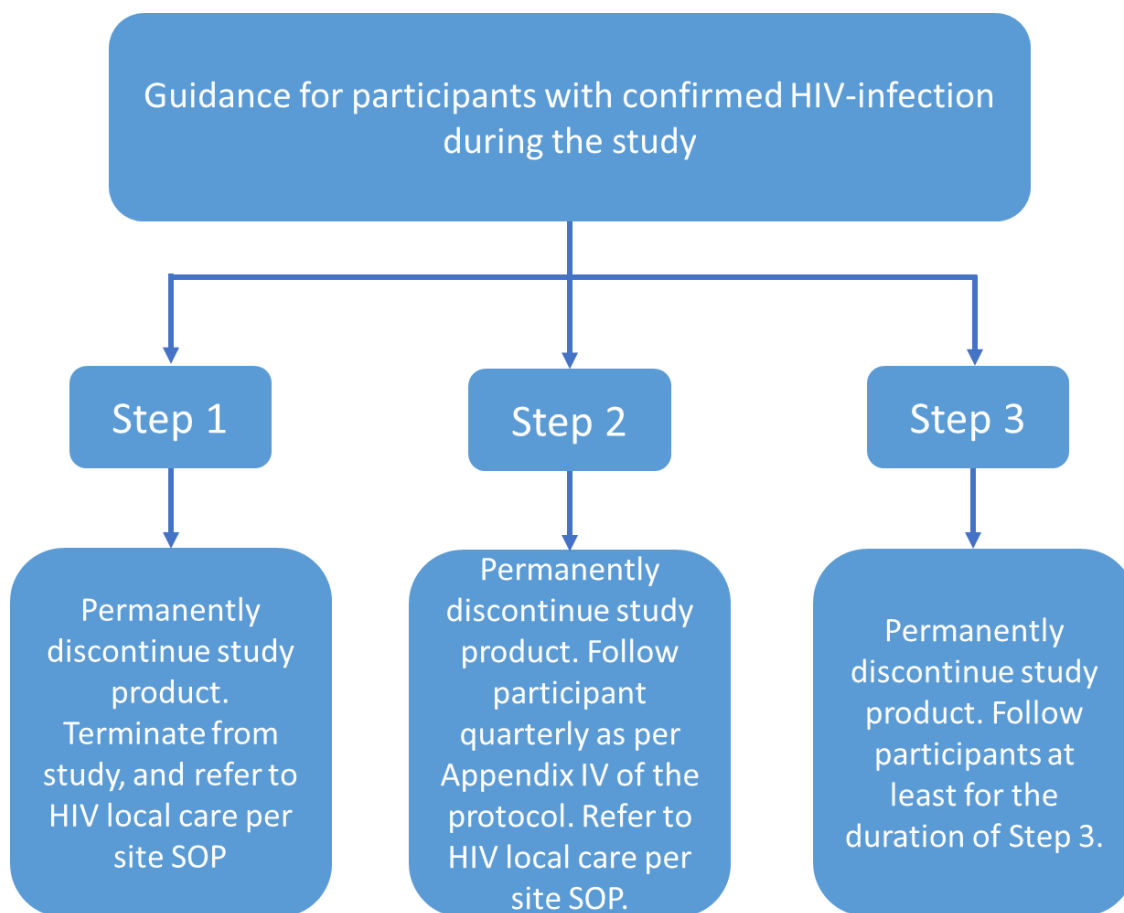 Guidance for participants with confirmed HIV-infection
during the study
Step 1
Step 2
Step 3
Permanently
discontinue study
product.
Terminate from
study, and refer to
HIV local care per
site SOP
Permanently
discontinue study
product. Follow
participant
quarterly as per
Appendix IV of the
protocol. Refer to
HIV local care per
site SOP.
Permanently
discontinue study
product. Follow
participants at
least for the
duration of Step 3.